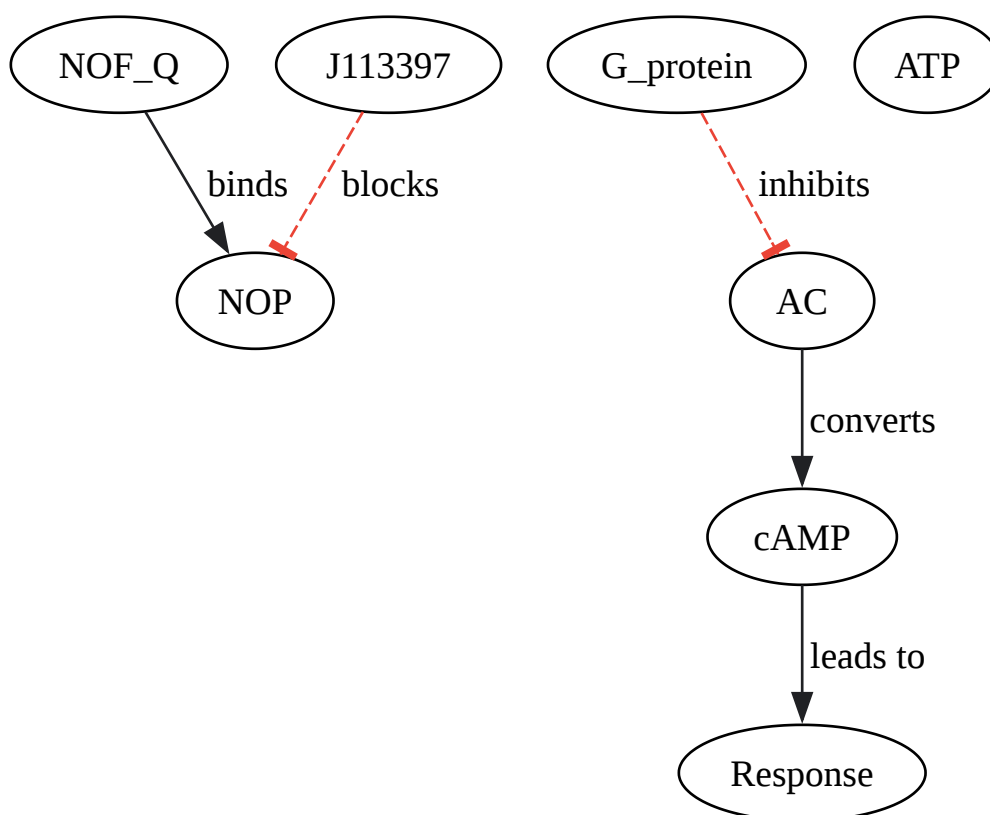 NOF_Q
J113397
G_protein
ATP
binds
blocks
inhibits
NOP
AC
converts
cAMP
leads to
Response